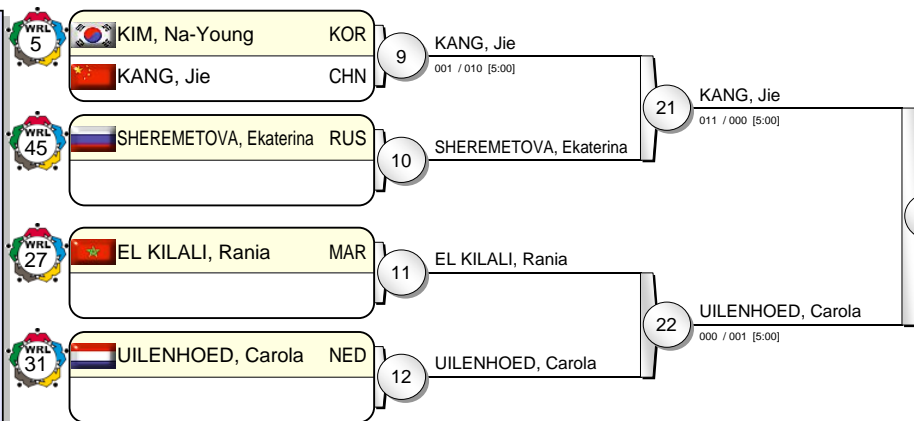 WRL
5
KIM, Na-Young KOR
KANG, Jie CHN
9
KANG, Jie
001 / 010 [5:00]
21
KANG, Jie
011 / 000 [5:00]
WRL
45
SHEREMETOVA, Ekaterina RUS
10
SHEREMETOVA, Ekaterina
WRL
27
EL KILALI, Rania MAR
11
EL KILALI, Rania
22
UILENHOED, Carola
000 / 001 [5:00]
WRL
31
UILENHOED, Carola NED
12
UILENHOED, Carola